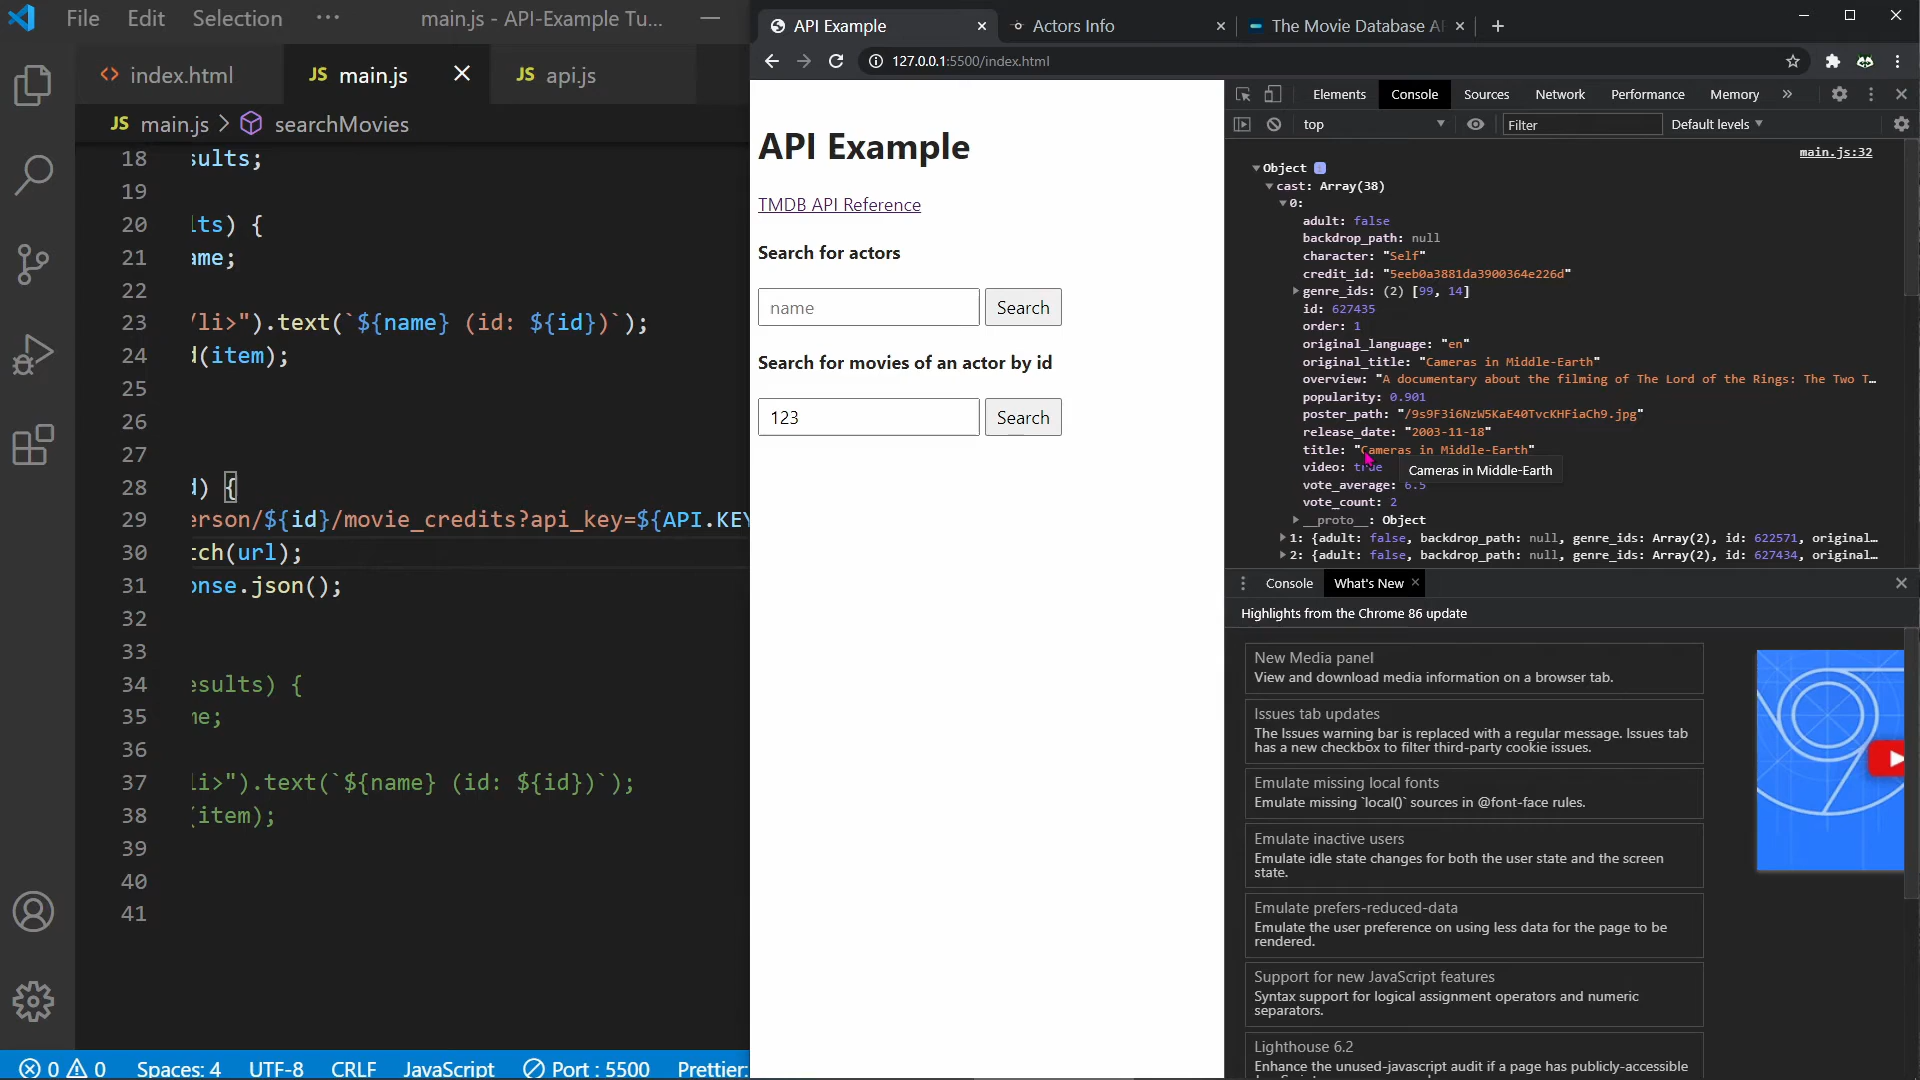 File Edit Selection ··· main.js - API-Example Tu...
index.html JS main.js JS api.js
JS main.js > searchMovies
18 sults;
19
20 lts) {
21 ame;
22
23 /li>").text(`${name} (id: ${id})`);
24 d(item);
25
26
27
28 d) {
29 erson/${id}/movie_credits?api_key=${API.KEY
30 tch(url);
31 onse.json();
32
33
34 esults) {
35 me;
36
37 li>").text(`${name} (id: ${id})`);
38 (item);
39
40
41
0 0 Spaces: 4 UTF-8 CRLF JavaScript Port : 5500 Prettier:
API Example Actors Info The Movie Database AP
127.0.0.1:5500/index.html
API Example
TMDB API Reference
Search for actors
name Search
Search for movies of an actor by id
123 Search
Elements Console Sources Network Performance Memory »
top Filter Default levels
main.js:32
Object
cast: Array(38)
0:
adult: false
backdrop_path: null
character: "Self"
credit_id: "5eeb0a3881da3900364e226d"
genre_ids: (2) [99, 14]
id: 627435
order: 1
original_language: "en"
original_title: "Cameras in Middle-Earth"
overview: "A documentary about the filming of The Lord of the Rings: The Two T…
popularity: 0.901
poster_path: "/9s9F3i6NzW5KaE40TvcKHFiaCh9.jpg"
release_date: "2003-11-18"
title: "Cameras in Middle-Earth"
video: true
Cameras in Middle-Earth
vote_average: 6.5
vote_count: 2
__proto__: Object
1: {adult: false, backdrop_path: null, genre_ids: Array(2), id: 622571, original…
2: {adult: false, backdrop_path: null, genre_ids: Array(2), id: 627434, original…
Console What's New
Highlights from the Chrome 86 update
New Media panel
View and download media information on a browser tab.
Issues tab updates
The Issues warning bar is replaced with a regular message. Issues tab
has a new checkbox to filter third-party cookie issues.
Emulate missing local fonts
Emulate missing `local()` sources in @font-face rules.
Emulate inactive users
Emulate idle state changes for both the user state and the screen
state.
Emulate prefers-reduced-data
Emulate the user preference on using less data for the page to be
rendered.
Support for new JavaScript features
Syntax support for logical assignment operators and numeric
separators.
Lighthouse 6.2
Enhance the unused-javascript audit if a page has publicly-accessible